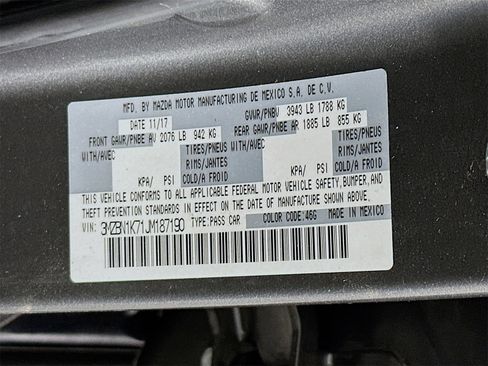 MFD. BY MAZDA MOTOR MANUFACTURING DE MEXICO S.A. DE C.V.
DATE 11/17 GVWR/PNBV 3943 LB 1788 KG
FRONT GAWR/PNBE AV 2076 LB 942 KG REAR GAWR/PNBE AR 1885 LB 855 KG
WITH/AVEC TIRES/PNEUS WITH/AVEC TIRES/PNEUS
RIMS/JANTES RIMS/JANTES
KPA/ PSI COLD/A FROID KPA/ PSI COLD/A FROID
THIS VEHICLE CONFORMS TO ALL APPLICABLE FEDERAL MOTOR VEHICLE SAFETY, BUMPER, AND
THEFT PREVENTION STANDARDS IN EFFECT ON THE DATE OF MANUFACTURE SHOWN ABOVE.
VIN: 3MZBN1K71JM187190 TYPE:PASS CAR COLOR CODE:46G MADE IN MEXICO